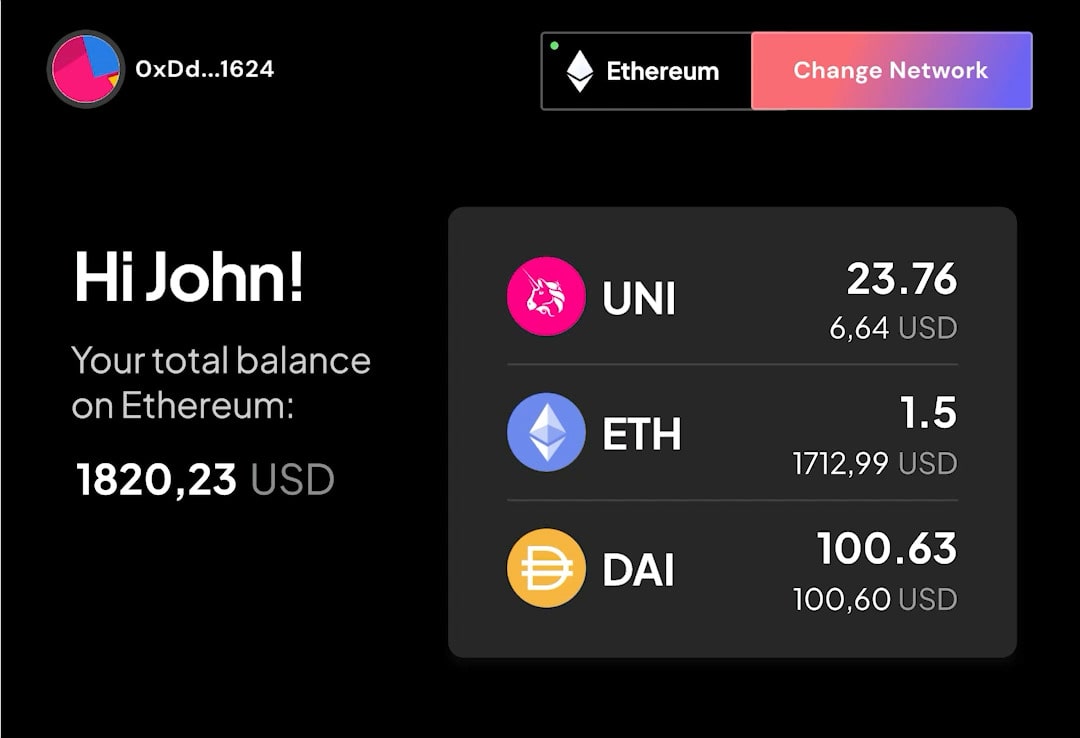 0xDd...1624
Ethereum
Change Network
Hi John!
Your total balance
on Ethereum:
1820,23 USD
UNI
23.76
6,64 USD
ETH
1.5
1712,99 USD
DAI
100.63
100,60 USD